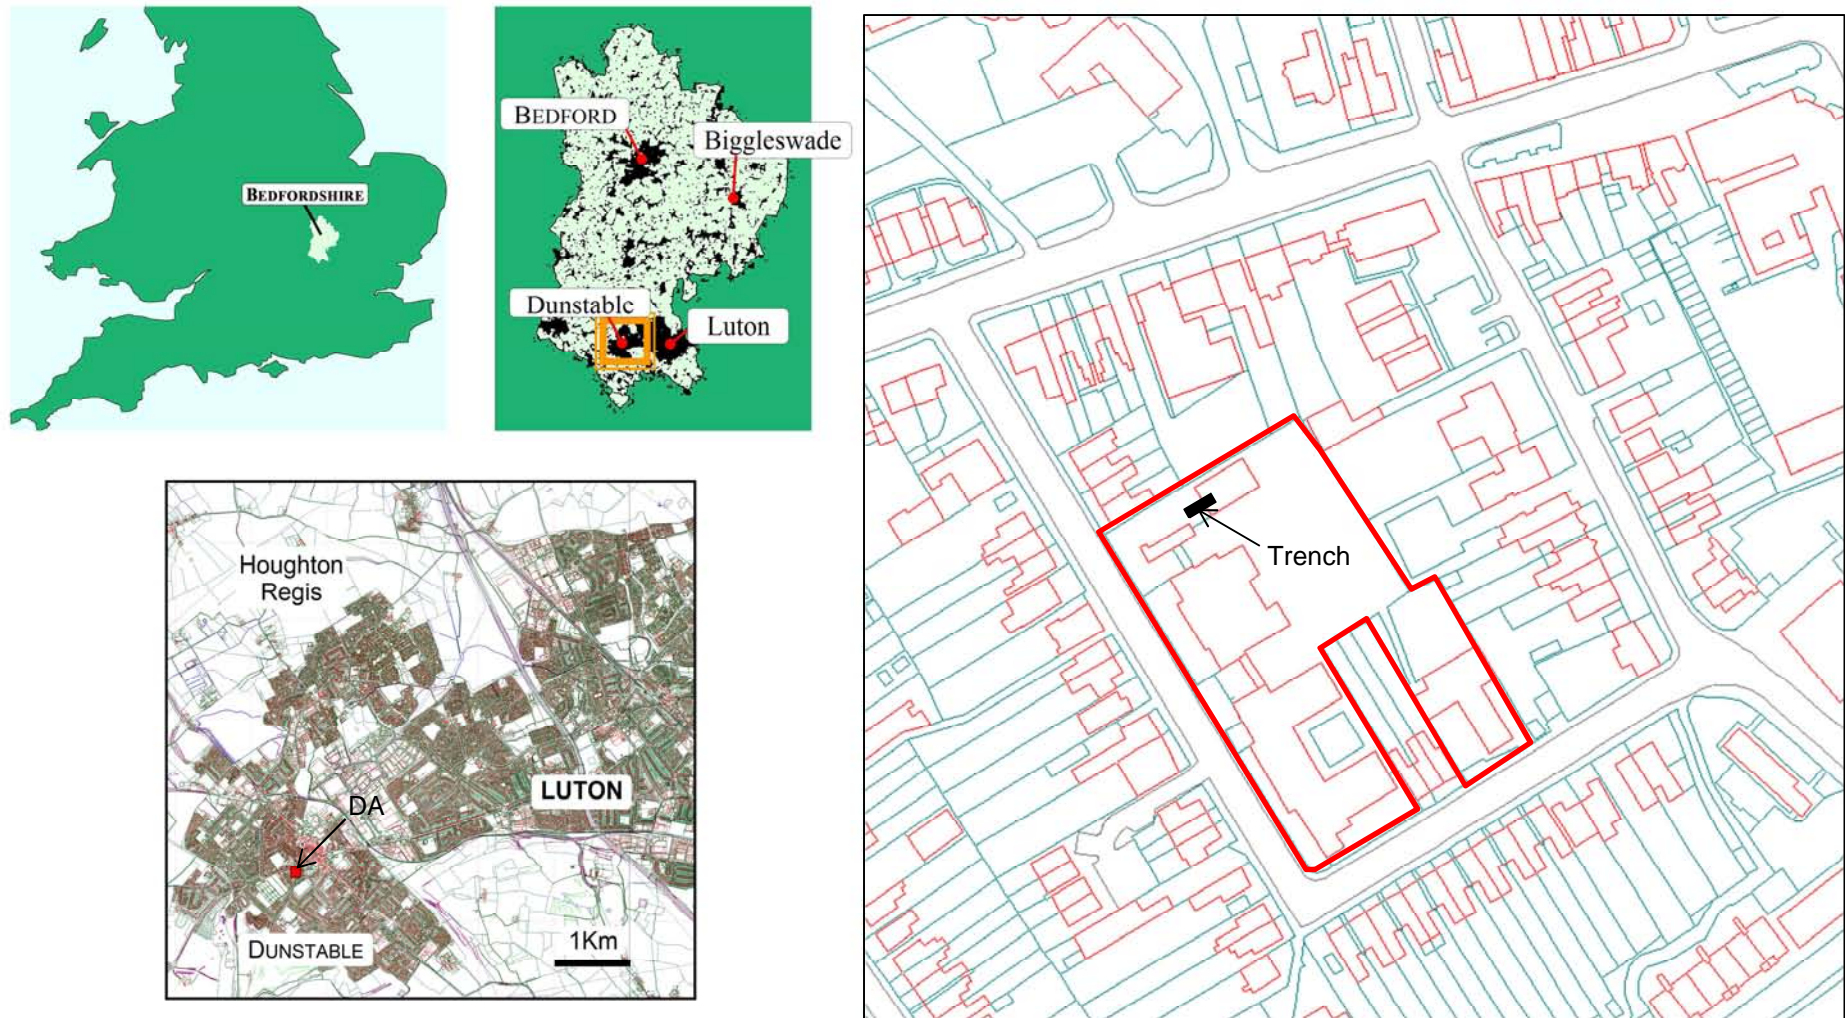 BEDFORDSHIRE
BEDFORD
Biggleswade
Dunstable
Luton
Houghton
Regis
LUTON
DA
DUNSTABLE
1Km
Trench